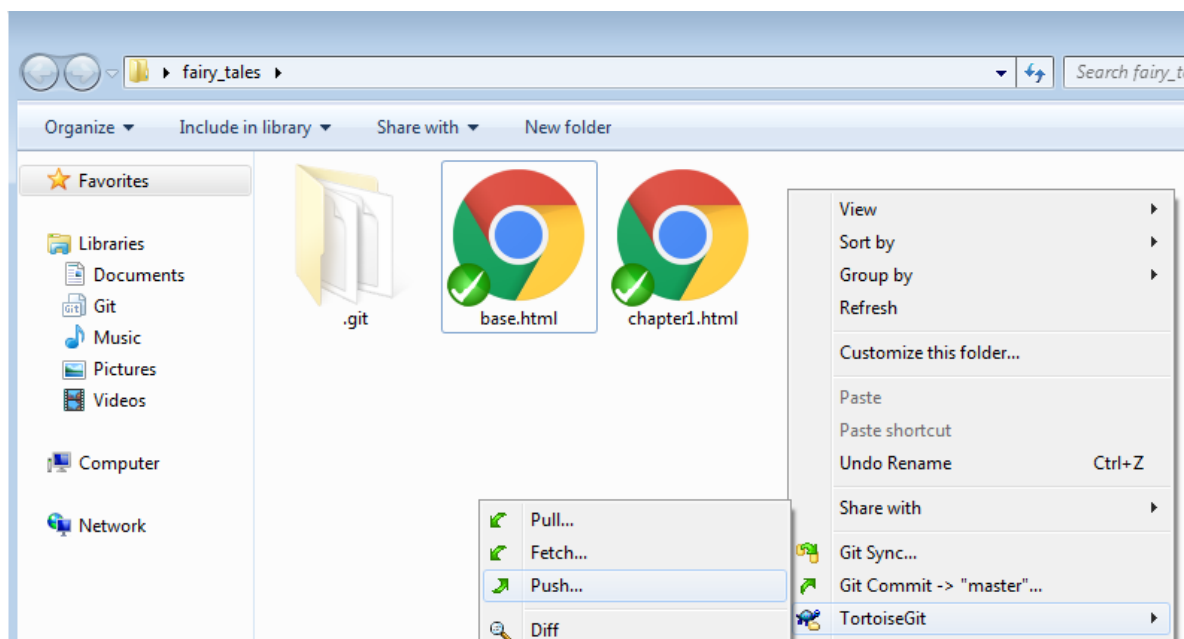 fairy_tales
Search fairy_t
Organize
Include in library
Share with
New folder
Favorites
Libraries
Documents
Git
Music
Pictures
Videos
Computer
Network
.git
base.html
chapter1.html
View
Sort by
Group by
Refresh
Customize this folder...
Paste
Paste shortcut
Undo Rename Ctrl+Z
Share with
Git Sync...
Git Commit -> "master"...
TortoiseGit
Pull...
Fetch...
Push...
Diff